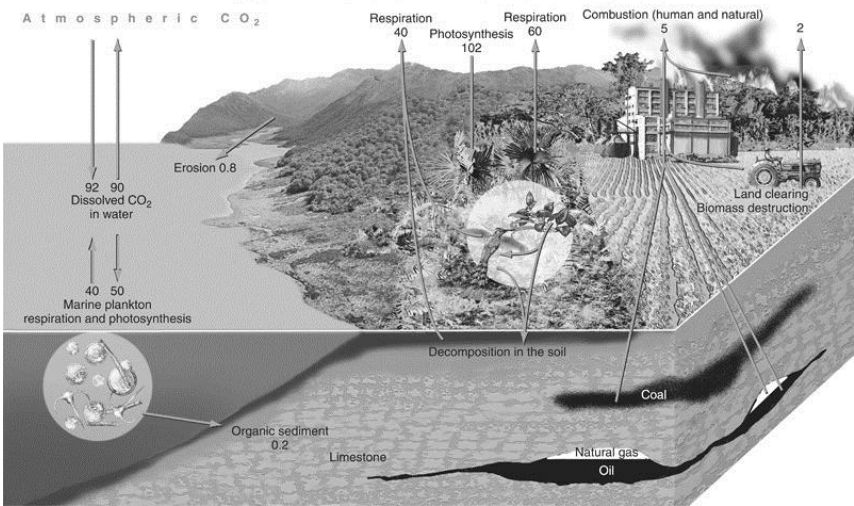 Atmospheric CO₂
Respiration
40
Photosynthesis
102
Respiration
60
Combustion (human and natural)
5
2
Erosion 0.8
92 90
Dissolved CO₂
in water
Land clearing
Biomass destruction
40 50
Marine plankton
respiration and photosynthesis
Decomposition in the soil
Coal
Organic sediment
0.2
Limestone
Natural gas
Oil